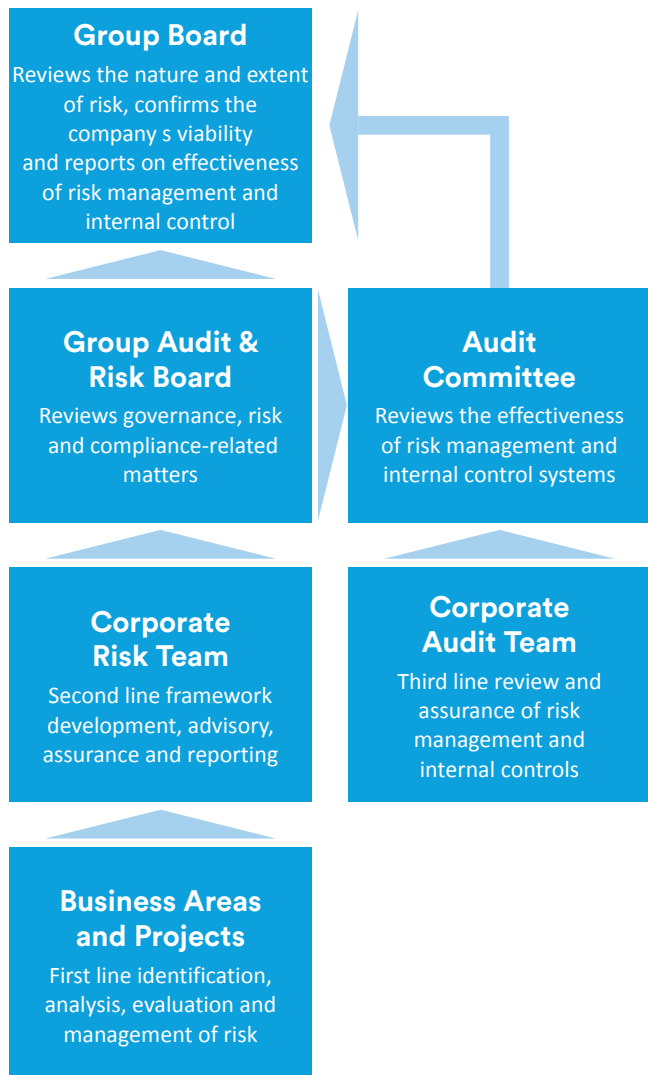 Group Board
Reviews the nature and extent
of risk, confirms the
company s viability
and reports on effectiveness
of risk management and
internal control
Group Audit &
Risk Board
Reviews governance, risk
and compliance-related
matters
Audit
Committee
Reviews the effectiveness
of risk management and
internal control systems
Corporate
Risk Team
Second line framework
development, advisory,
assurance and reporting
Corporate
Audit Team
Third line review and
assurance of risk
management and
internal controls
Business Areas
and Projects
First line identification,
analysis, evaluation and
management of risk